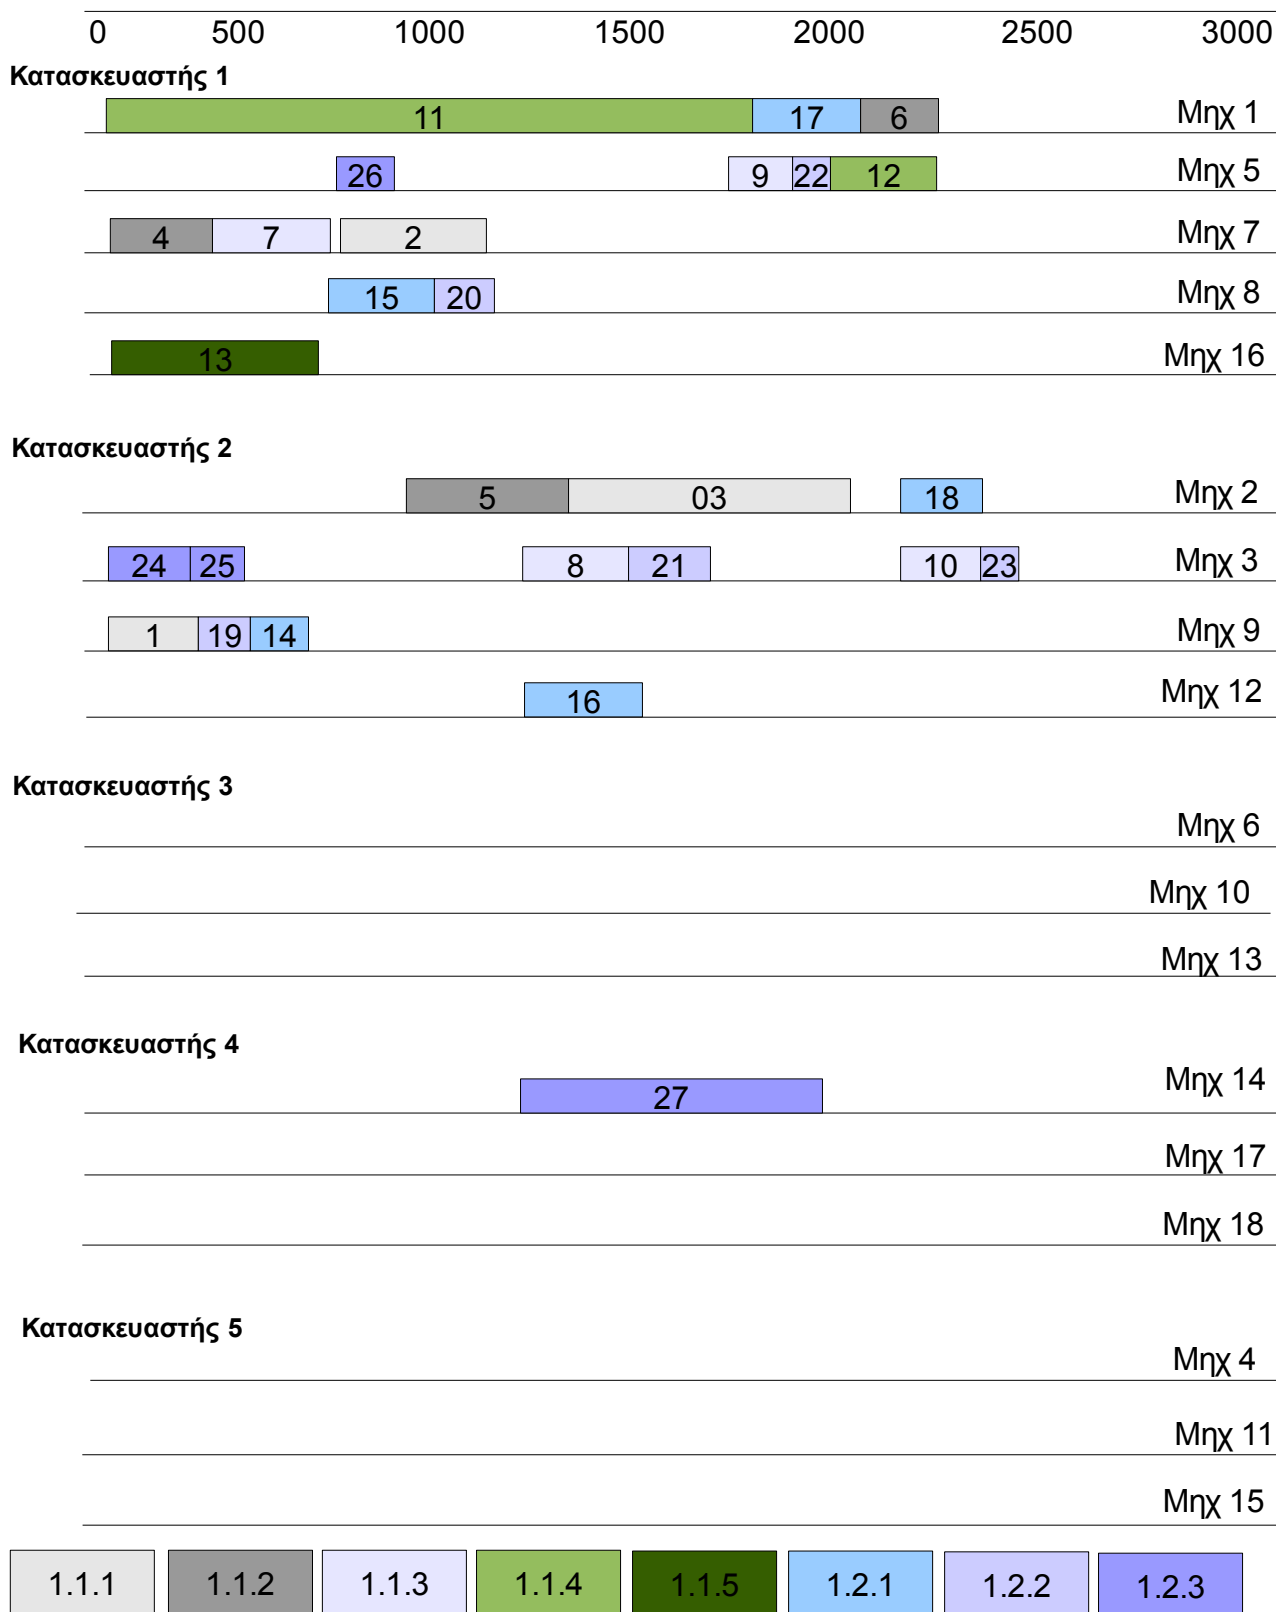 0 500 1000 1500 2000 2500 3000
Κατασκευαστής 1
11 17 6 Μηχ 1
26 9 22 12 Μηχ 5
4 7 2 Μηχ 7
15 20 Μηχ 8
13 Μηχ 16
Κατασκευαστής 2
5 03 18 Μηχ 2
24 25 8 21 10 23 Μηχ 3
1 19 14 Μηχ 9
16 Μηχ 12
Κατασκευαστής 3
Μηχ 6
Μηχ 10
Μηχ 13
Κατασκευαστής 4
27 Μηχ 14
Μηχ 17
Μηχ 18
Κατασκευαστής 5
Μηχ 4
Μηχ 11
Μηχ 15
1.1.1 1.1.2 1.1.3 1.1.4 1.1.5 1.2.1 1.2.2 1.2.3